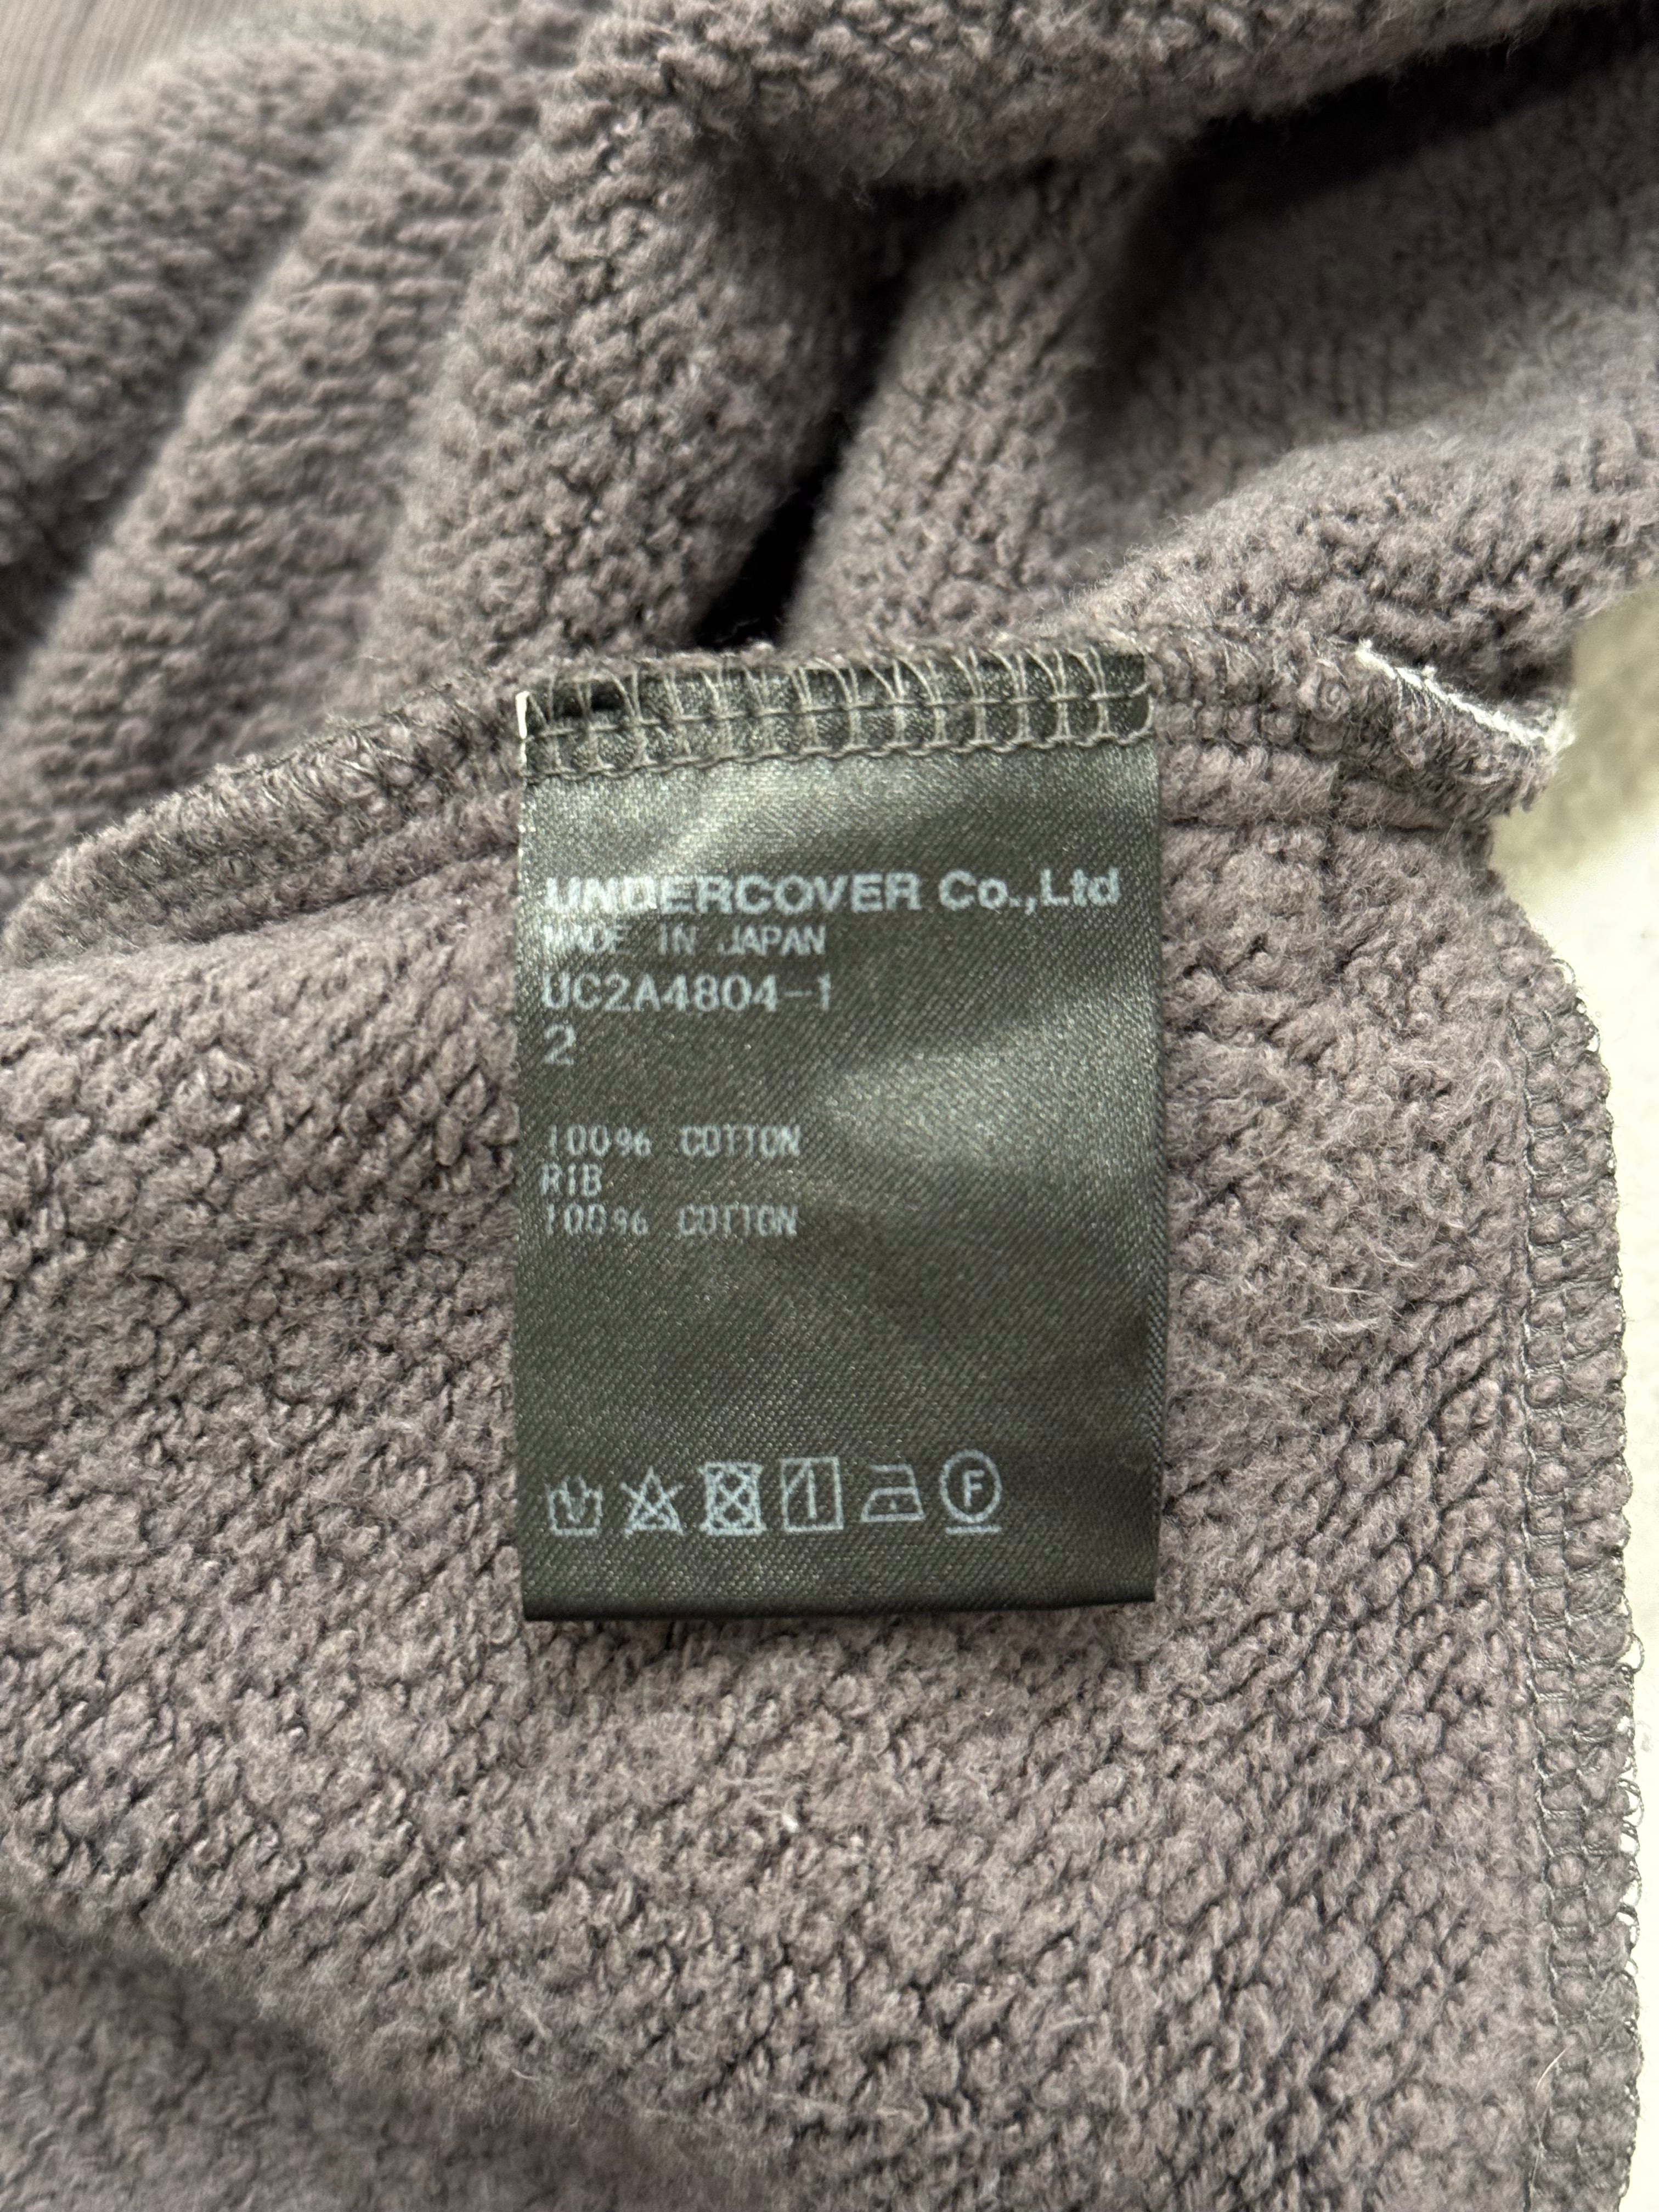 UNDERCOVER Co.,Ltd
MADE IN JAPAN
UC2A4804-1
2
100% COTTON
RIB
100% COTTON
F